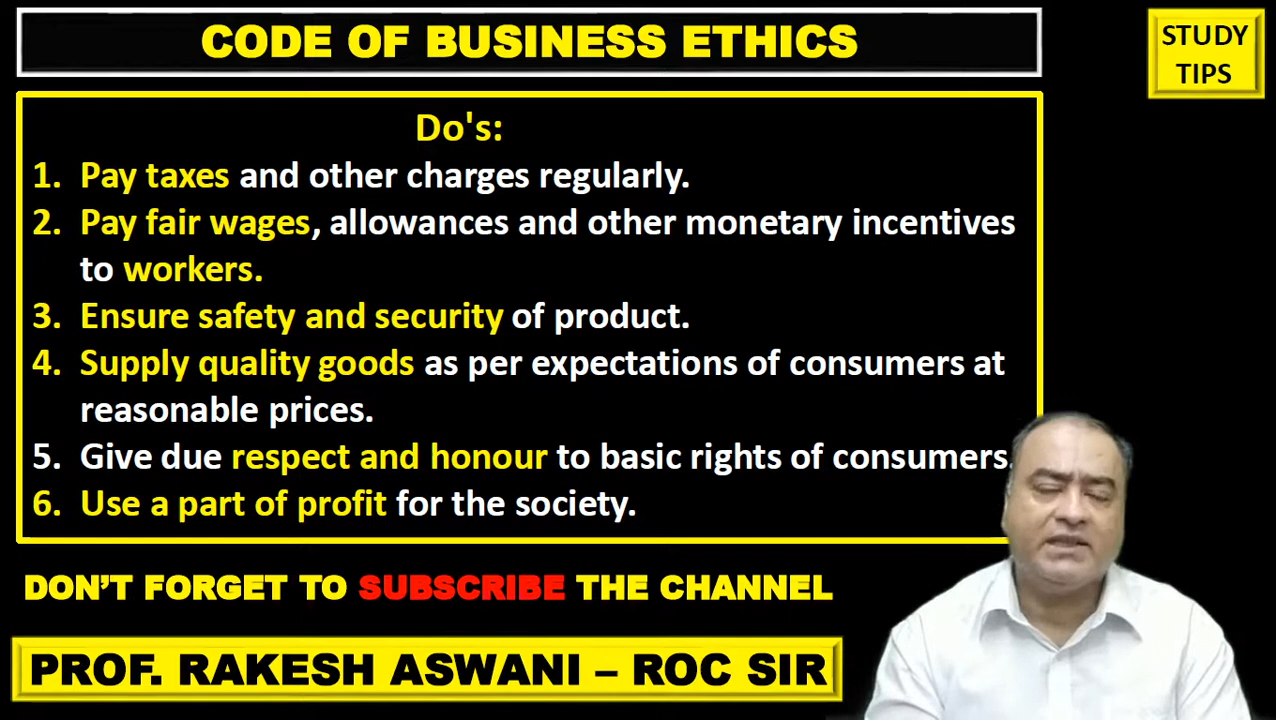 CODE OF BUSINESS ETHICS
STUDY
TIPS
Do's:
1. Pay taxes and other charges regularly.
2. Pay fair wages, allowances and other monetary incentives
to workers.
3. Ensure safety and security of product.
4. Supply quality goods as per expectations of consumers at
reasonable prices.
5. Give due respect and honour to basic rights of consumers.
6. Use a part of profit for the society.
DON'T FORGET TO SUBSCRIBE THE CHANNEL
PROF. RAKESH ASWANI – ROC SIR